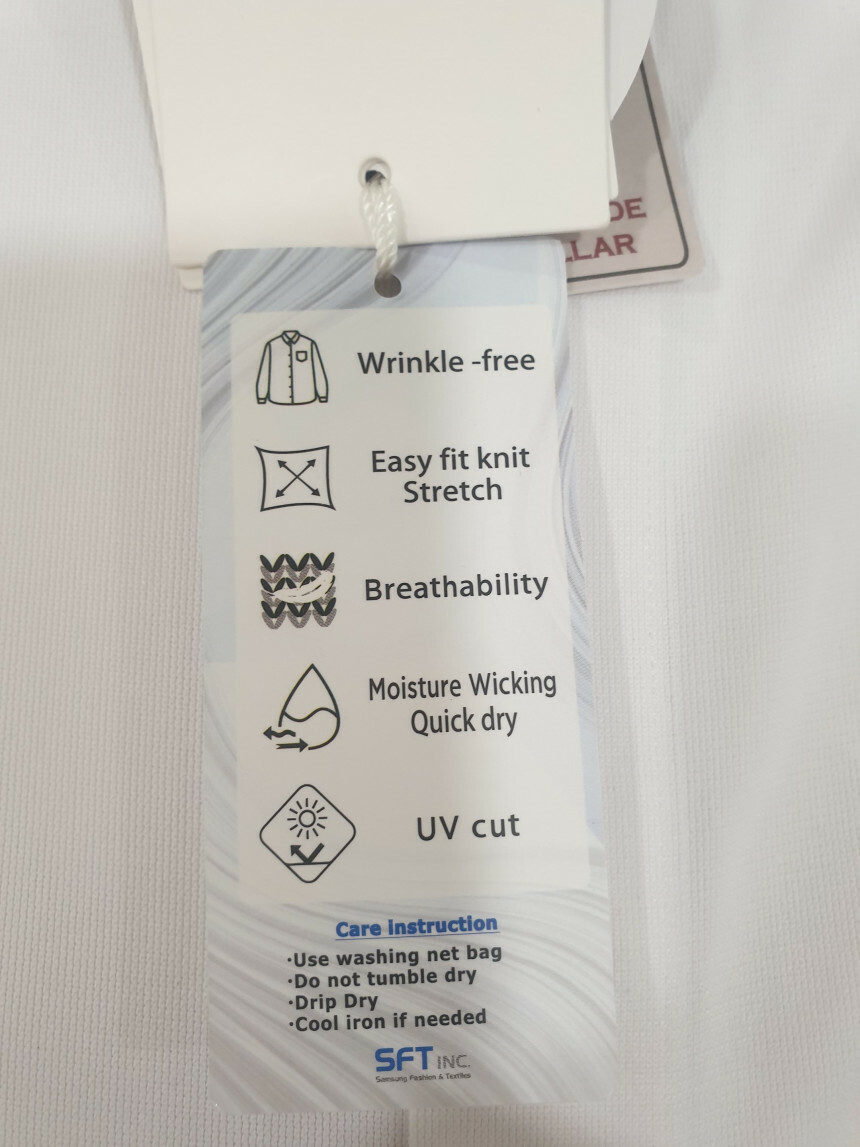 DE
LLAR
Wrinkle -free
Easy fit knit
Stretch
Breathability
Moisture Wicking
Quick dry
UV cut
Care instruction
·Use washing net bag
·Do not tumble dry
·Drip Dry
·Cool iron if needed
SFT INC.
Samsung Fashion & Textiles